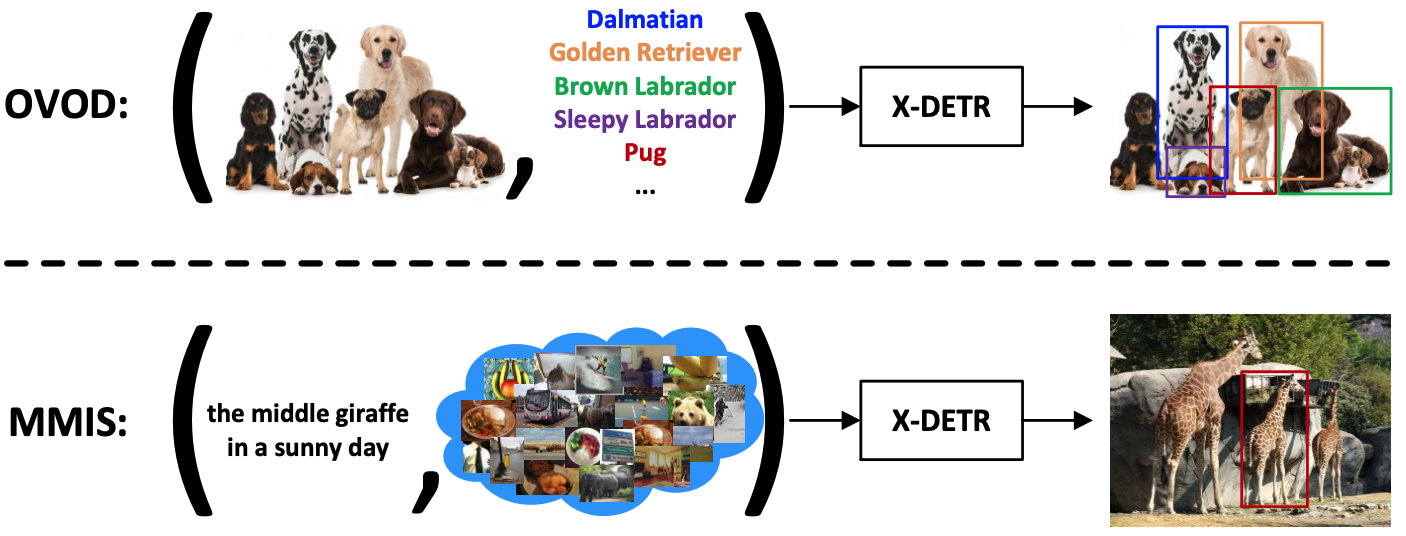 OVOD:
(
,
Dalmatian
Golden Retriever
Brown Labrador
Sleepy Labrador
Pug
...
)
X-DETR
MMIS:
(
the middle giraffe
in a sunny day
,
)
X-DETR